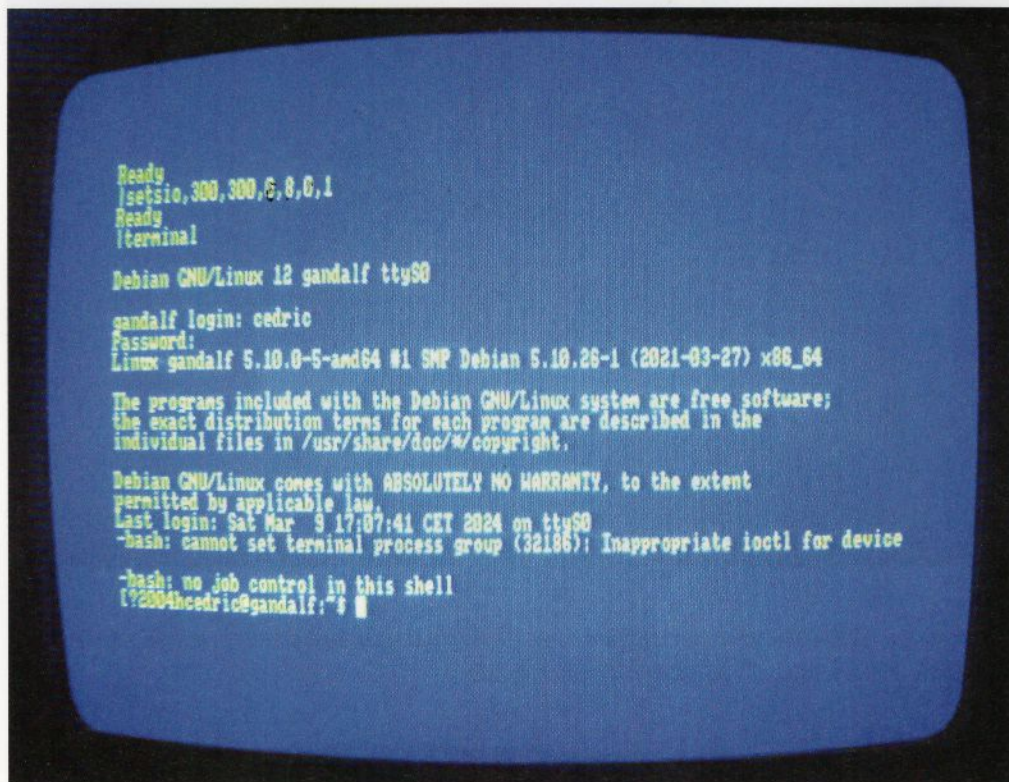 Ready
|setsio,300,300,0,8,0,1
Ready
|terminal
Debian GNU/Linux 12 gandalf ttyS0
gandalf login: cedric
Password:
Linux gandalf 5.10.0-5-amd64 #1 SMP Debian 5.10.26-1 (2021-03-27) x86_64
The programs included with the Debian GNU/Linux system are free software;
the exact distribution terms for each program are described in the
individual files in /usr/share/doc/*/copyright.
Debian GNU/Linux comes with ABSOLUTELY NO WARRANTY, to the extent
permitted by applicable law.
Last login: Sat Mar  9 17:07:41 CET 2024 on ttyS0
-bash: cannot set terminal process group (32186): Inappropriate ioctl for device
-bash: no job control in this shell
[?2004hcedric@gandalf:~$